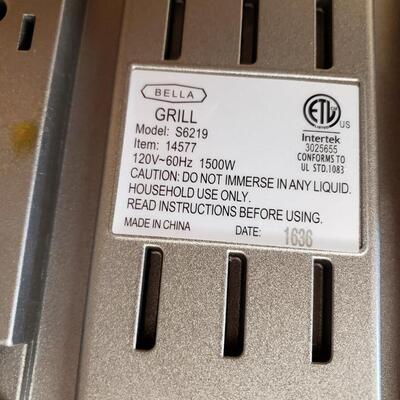 BELLA
GRILL
Model: S6219
Item: 14577
120V~60Hz 1500W
CAUTION: DO NOT IMMERSE IN ANY LIQUID.
HOUSEHOLD USE ONLY.
READ INSTRUCTIONS BEFORE USING.
MADE IN CHINA DATE: 1636
ETL us
Intertek
3025655
CONFORMS TO
UL STD.1083